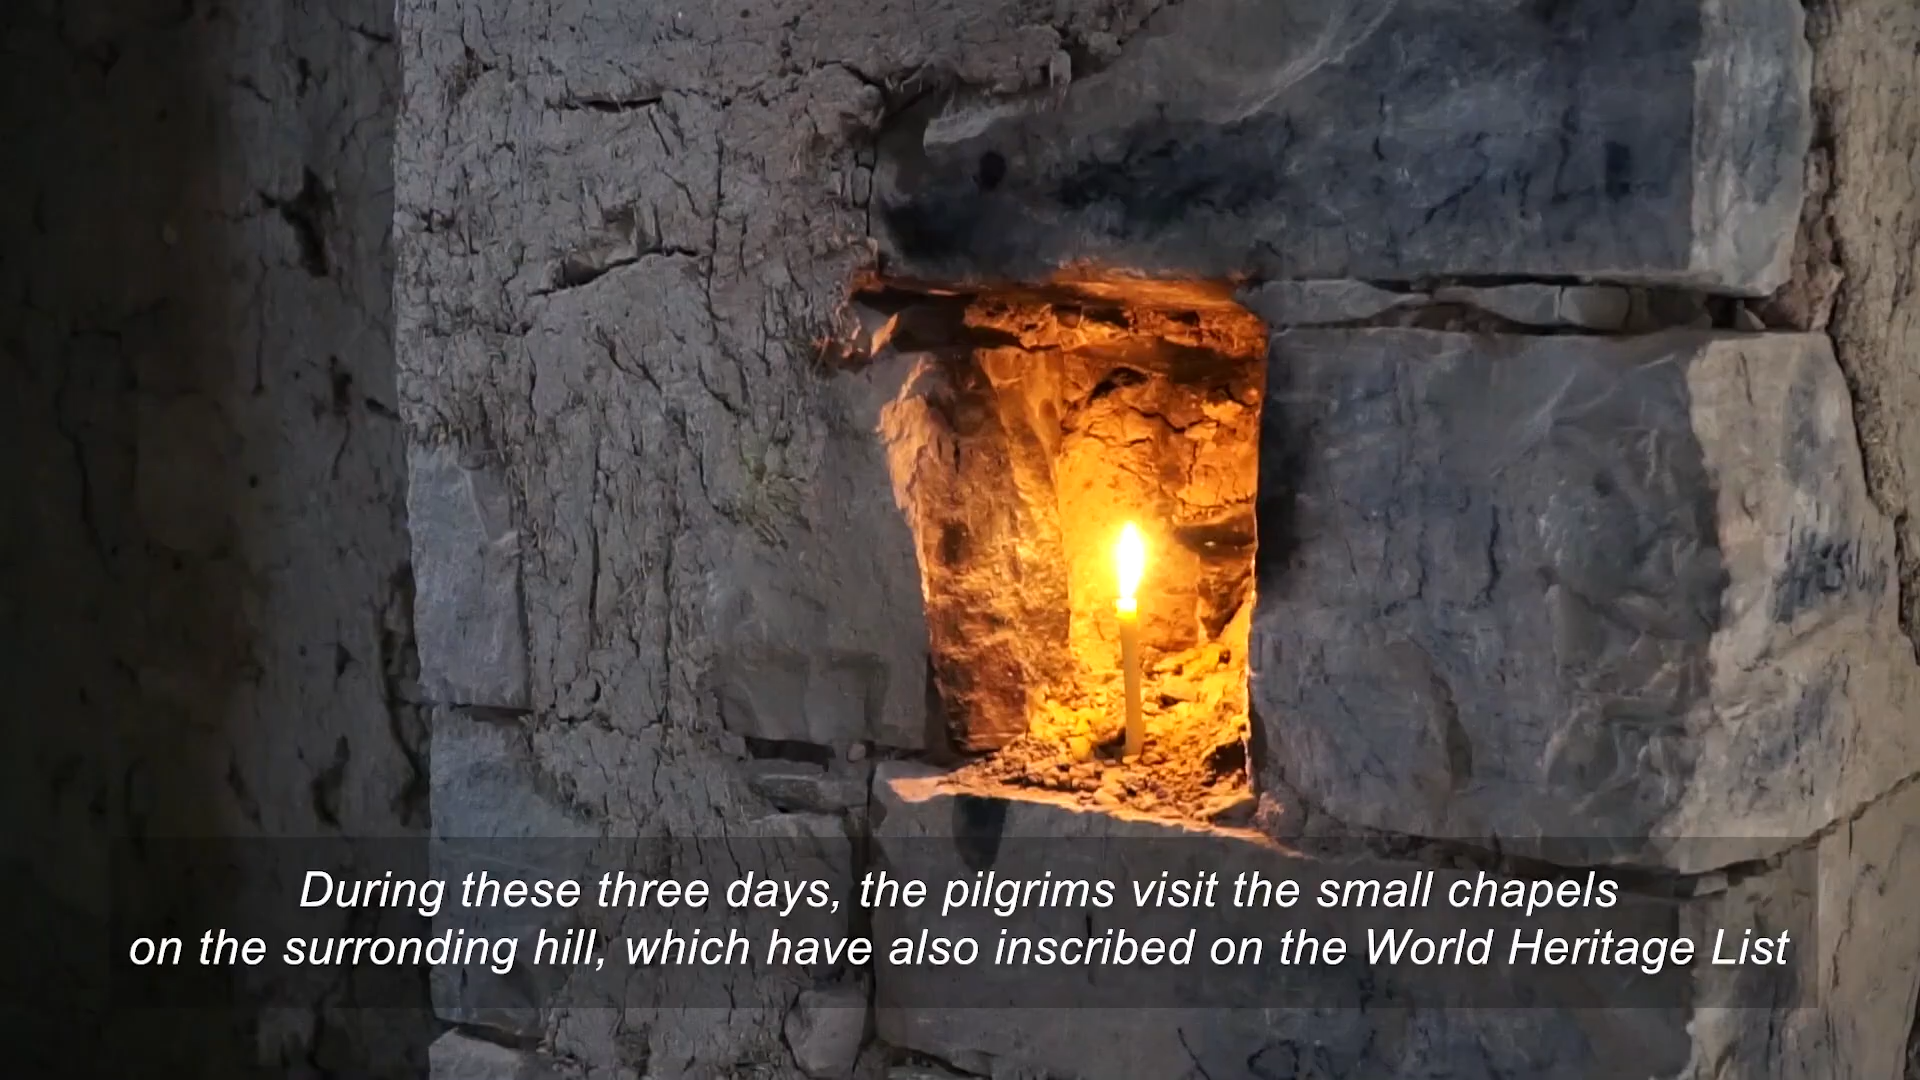 During these three days, the pilgrims visit the small chapels
on the surronding hill, which have also inscribed on the World Heritage List